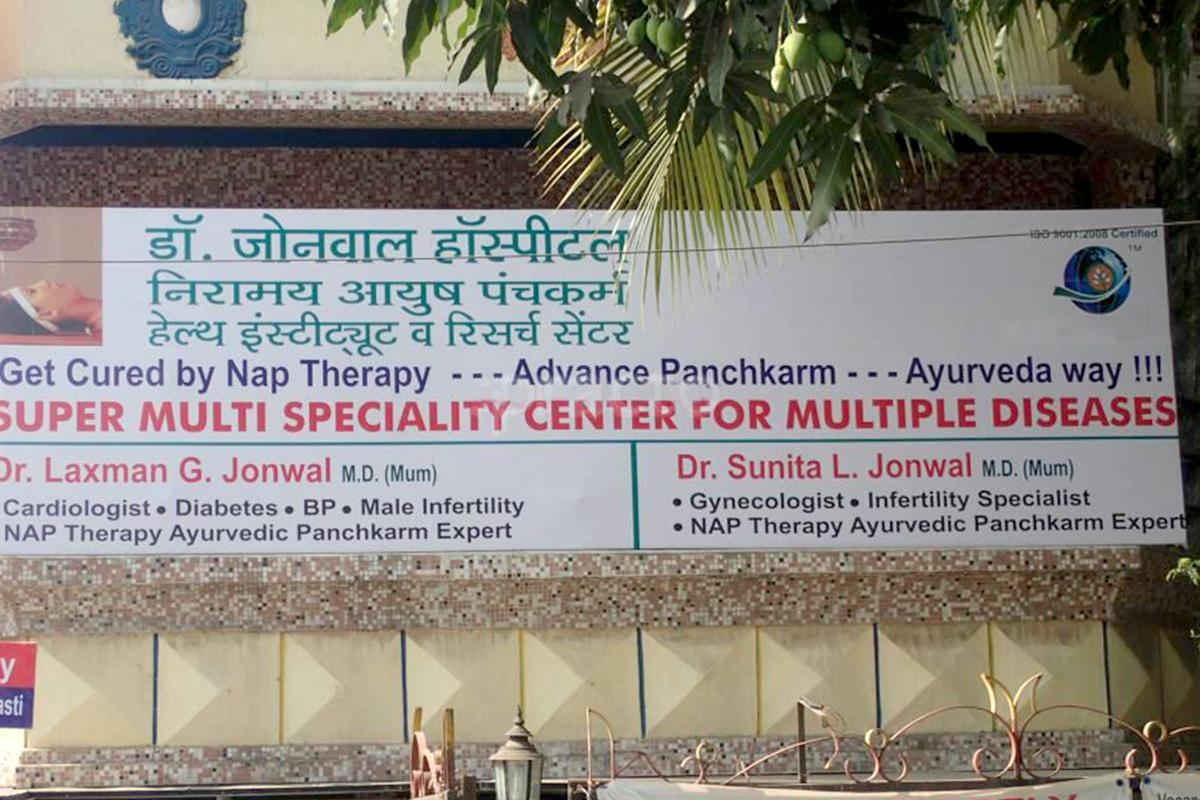 डॉ. जोनवाल हॉस्पीटल
निरामय आयुष पंचकर्म
हेल्थ इंस्टीट्यूट व रिसर्च सेंटर
ISO 9001:2008 Certified
TM
Get Cured by Nap Therapy --- Advance Panchkarm --- Ayurveda way !!!
SUPER MULTI SPECIALITY CENTER FOR MULTIPLE DISEASES
Dr. Laxman G. Jonwal M.D. (Mum)
Cardiologist • Diabetes • BP • Male Infertility
NAP Therapy Ayurvedic Panchkarm Expert
Dr. Sunita L. Jonwal M.D. (Mum)
• Gynecologist • Infertility Specialist
• NAP Therapy Ayurvedic Panchkarm Expert
y
asti